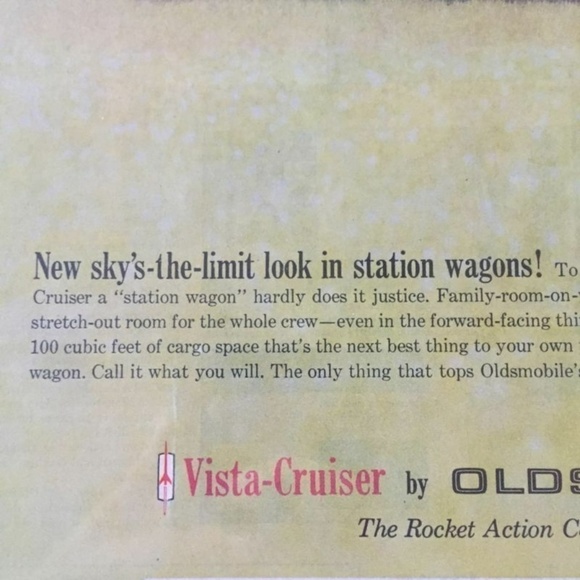 New sky's-the-limit look in station wagons! To
Cruiser a "station wagon" hardly does it justice. Family-room-on-
stretch-out room for the whole crew—even in the forward-facing thi
100 cubic feet of cargo space that's the next best thing to your own
wagon. Call it what you will. The only thing that tops Oldsmobile's
Vista-Cruiser by OLDS
The Rocket Action C